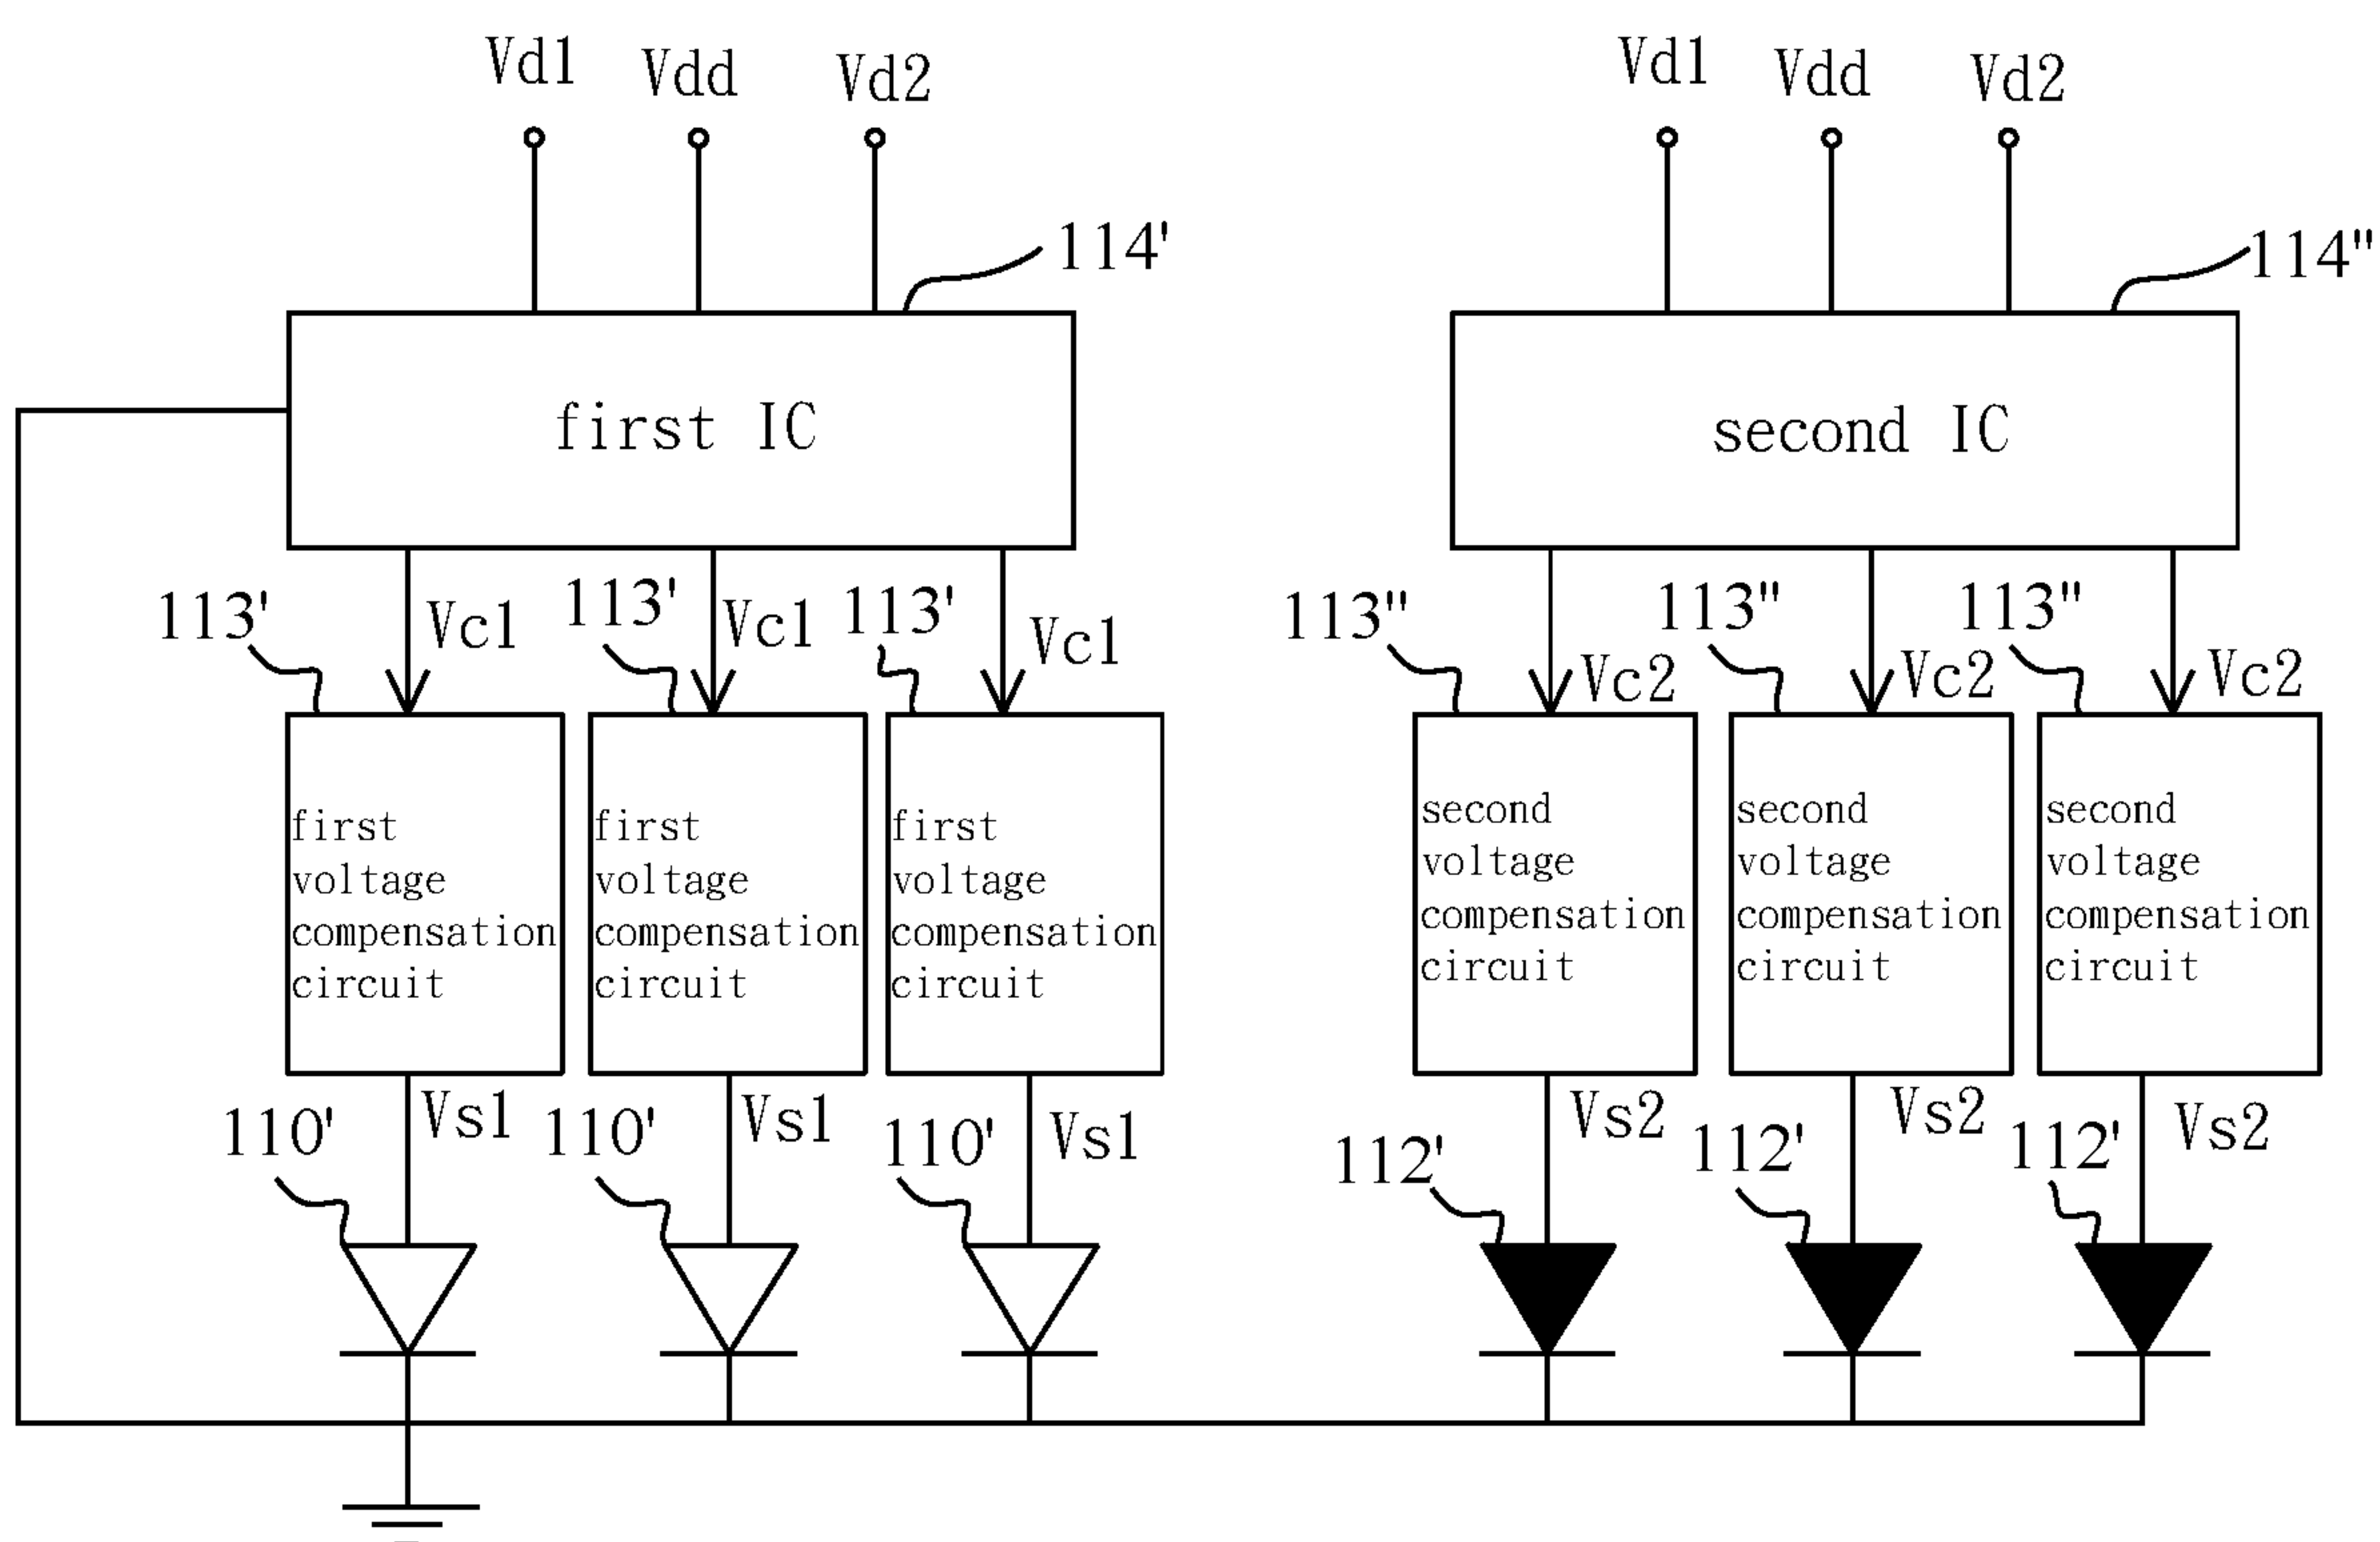 Vd1 Vdd Vd2 Vd1 Vdd Vd2
114' 114"
first IC second IC
113' Vc1 113' Vc1 113' Vc1 113" Vc2 113" Vc2 113" Vc2
first first first second second second
voltage voltage voltage voltage voltage voltage
compensation compensation compensation compensation compensation compensation
circuit circuit circuit circuit circuit circuit
110' Vs1 110' Vs1 110' Vs1 112' Vs2 112' Vs2 112' Vs2